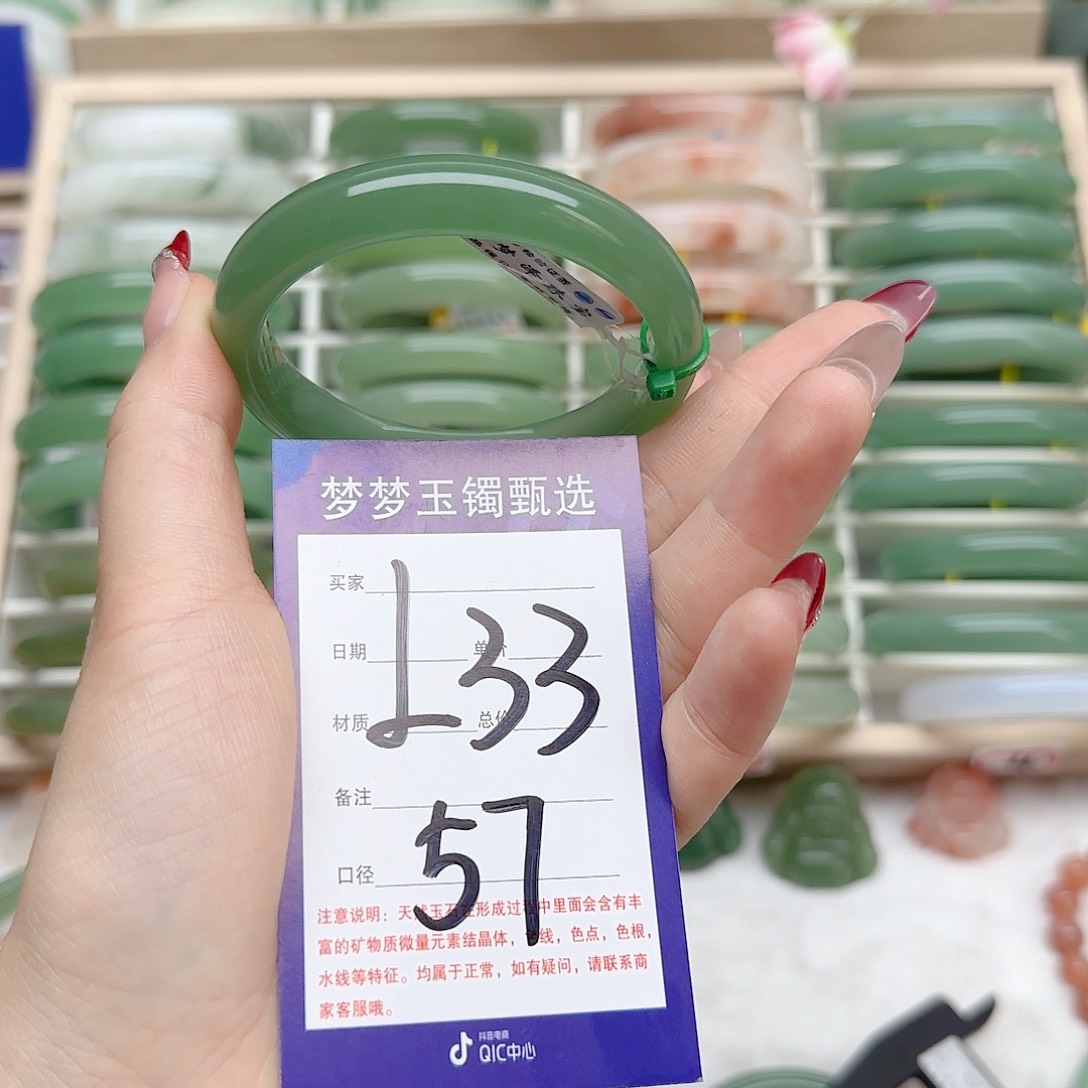 梦梦玉镯甄选
买家
日期 单价
材质 总价
L33
备注
57
口径
注意说明：天然玉石在形成过程中里面会含有丰
富的矿物质微量元素结晶体，色线，色点，色根，
水线等特征。均属于正常，如有疑问，请联系商
家客服哦。
抖音电商
QIC中心